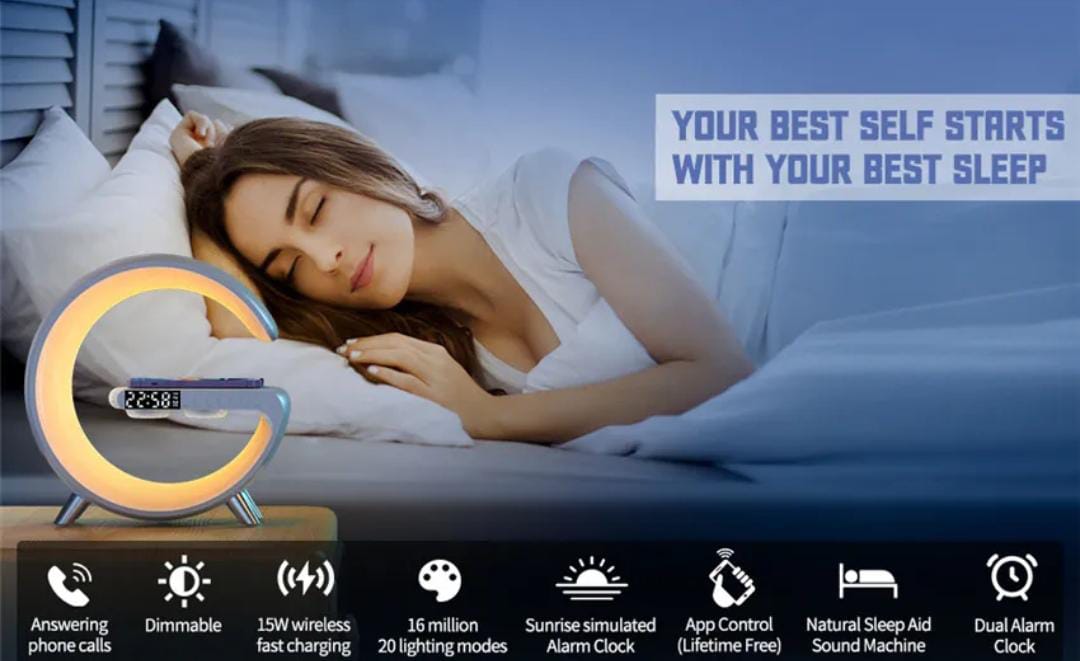 YOUR BEST SELF STARTS
WITH YOUR BEST SLEEP
22:58
Answering
phone calls
Dimmable
15W wireless
fast charging
16 million
20 lighting modes
Sunrise simulated
Alarm Clock
App Control
(Lifetime Free)
Natural Sleep Aid
Sound Machine
Dual Alarm
Clock